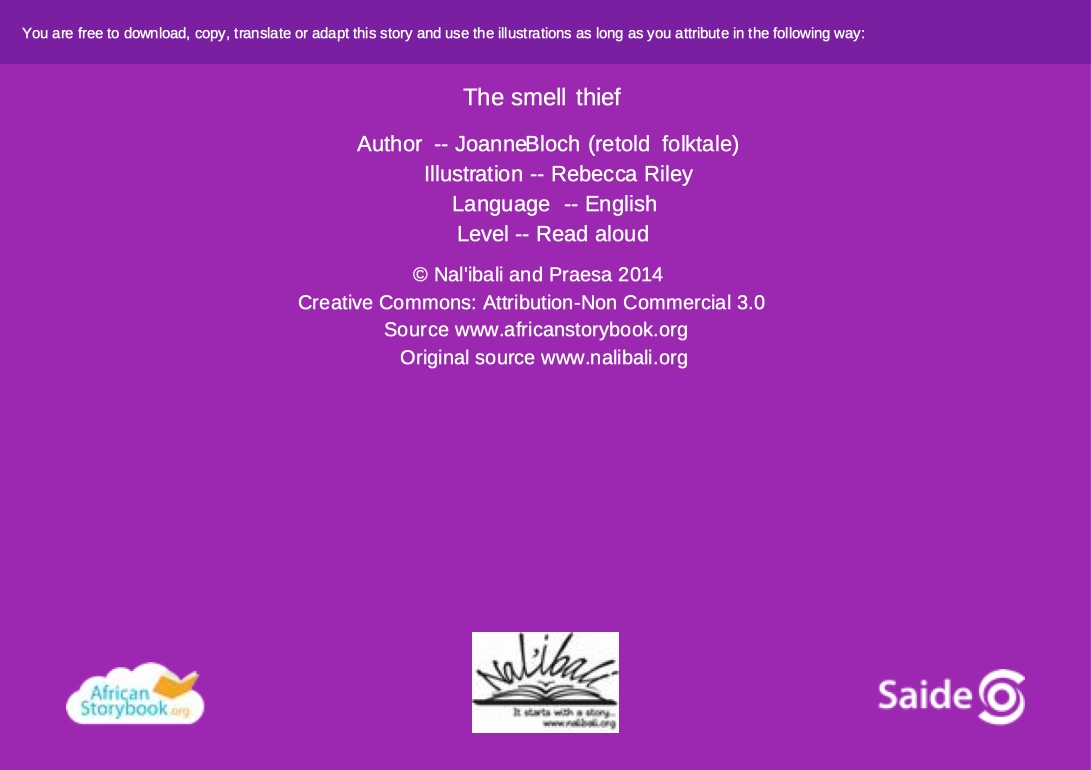 You are free to download, copy, translate or adapt this story and use the illustrations as long as you attribute in the following way:
The smell thief
Author -- JoanneBloch (retold folktale)
Illustration -- Rebecca Riley
Language -- English
Level -- Read aloud
© Nal'ibali and Praesa 2014
Creative Commons: Attribution-Non Commercial 3.0
Source www.africanstorybook.org
Original source www.nalibali.org
African
Storybook.org
Nal'ibali
It starts with a story...
www.nalibali.org
Saide